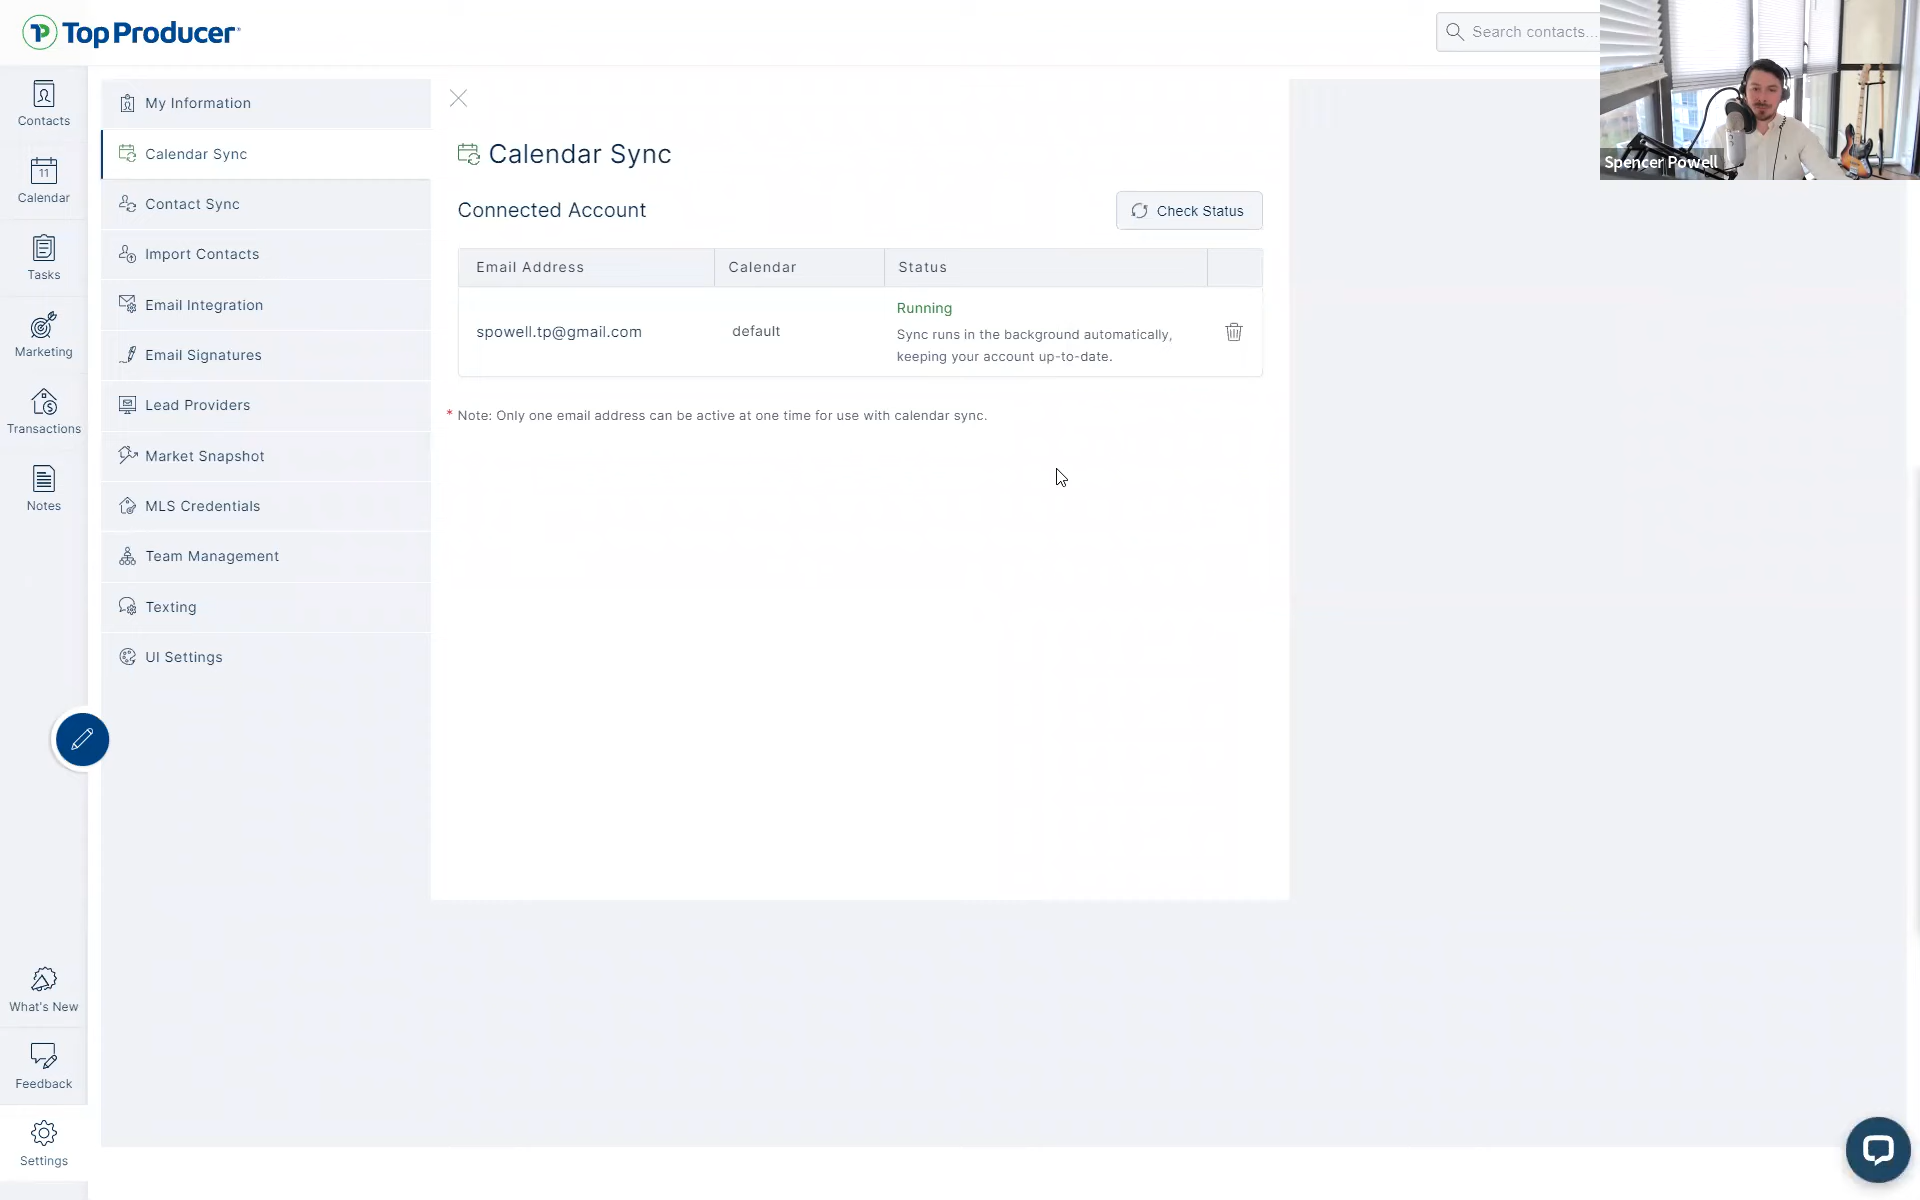 Top Producer
Search contacts...
Spencer Powell
Contacts
11
Calendar
Tasks
Marketing
Transactions
Notes
What's New
Feedback
Settings
My Information
Calendar Sync
Contact Sync
Import Contacts
Email Integration
Email Signatures
Lead Providers
Market Snapshot
MLS Credentials
Team Management
Texting
UI Settings
Calendar Sync
Connected Account
Check Status
Email Address Calendar Status
spowell.tp@gmail.com default
Running
Sync runs in the background automatically,
keeping your account up-to-date.
* Note: Only one email address can be active at one time for use with calendar sync.